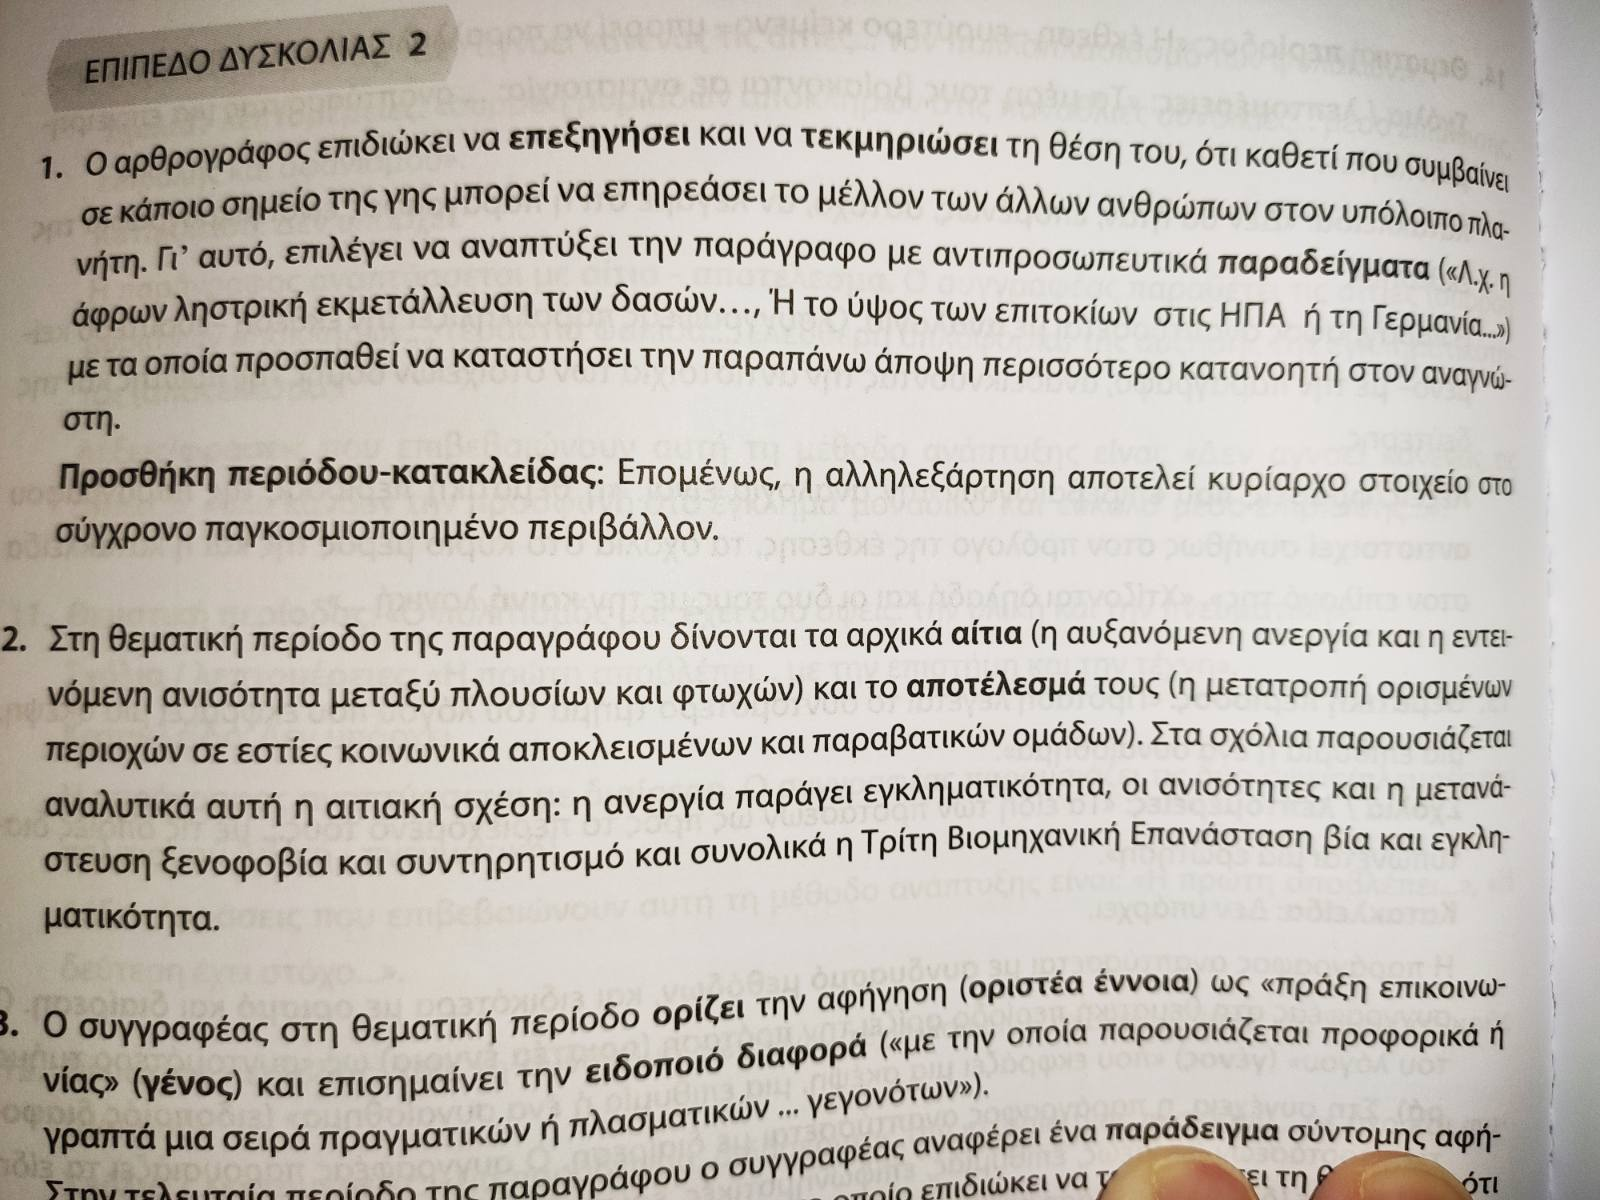 ΕΠΙΠΕΔΟ ΔΥΣΚΟΛΙΑΣ 2
1. Ο αρθρογράφος επιδιώκει να επεξηγήσει και να τεκμηριώσει τη θέση του, ότι καθετί που συμβαίνει
σε κάποιο σημείο της γης μπορεί να επηρεάσει το μέλλον των άλλων ανθρώπων στον υπόλοιπο πλα-
νήτη. Γι’ αυτό, επιλέγει να αναπτύξει την παράγραφο με αντιπροσωπευτικά παραδείγματα («Λ.χ. η
άφρων ληστρική εκμετάλλευση των δασών…, Ή το ύψος των επιτοκίων στις ΗΠΑ ή τη Γερμανία...»)
με τα οποία προσπαθεί να καταστήσει την παραπάνω άποψη περισσότερο κατανοητή στον αναγνώ-
στη.
Προσθήκη περιόδου-κατακλείδας: Επομένως, η αλληλεξάρτηση αποτελεί κυρίαρχο στοιχείο στο
σύγχρονο παγκοσμιοποιημένο περιβάλλον.
2. Στη θεματική περίοδο της παραγράφου δίνονται τα αρχικά αίτια (η αυξανόμενη ανεργία και η εντει-
νόμενη ανισότητα μεταξύ πλουσίων και φτωχών) και το αποτέλεσμά τους (η μετατροπή ορισμένων
περιοχών σε εστίες κοινωνικά αποκλεισμένων και παραβατικών ομάδων). Στα σχόλια παρουσιάζεται
αναλυτικά αυτή η αιτιακή σχέση: η ανεργία παράγει εγκληματικότητα, οι ανισότητες και η μετανά-
στευση ξενοφοβία και συντηρητισμό και συνολικά η Τρίτη Βιομηχανική Επανάσταση βία και εγκλη-
ματικότητα.
3. Ο συγγραφέας στη θεματική περίοδο ορίζει την αφήγηση (οριστέα έννοια) ως «πράξη επικοινω-
νίας» (γένος) και επισημαίνει την ειδοποιό διαφορά («με την οποία παρουσιάζεται προφορικά ή
γραπτά μια σειρά πραγματικών ή πλασματικών ... γεγονότων»).
Στην τελευταία περίοδο της παραγράφου ο συγγραφέας αναφέρει ένα παράδειγμα σύντομης αφή-
οποίο επιδιώκει να τη ότι